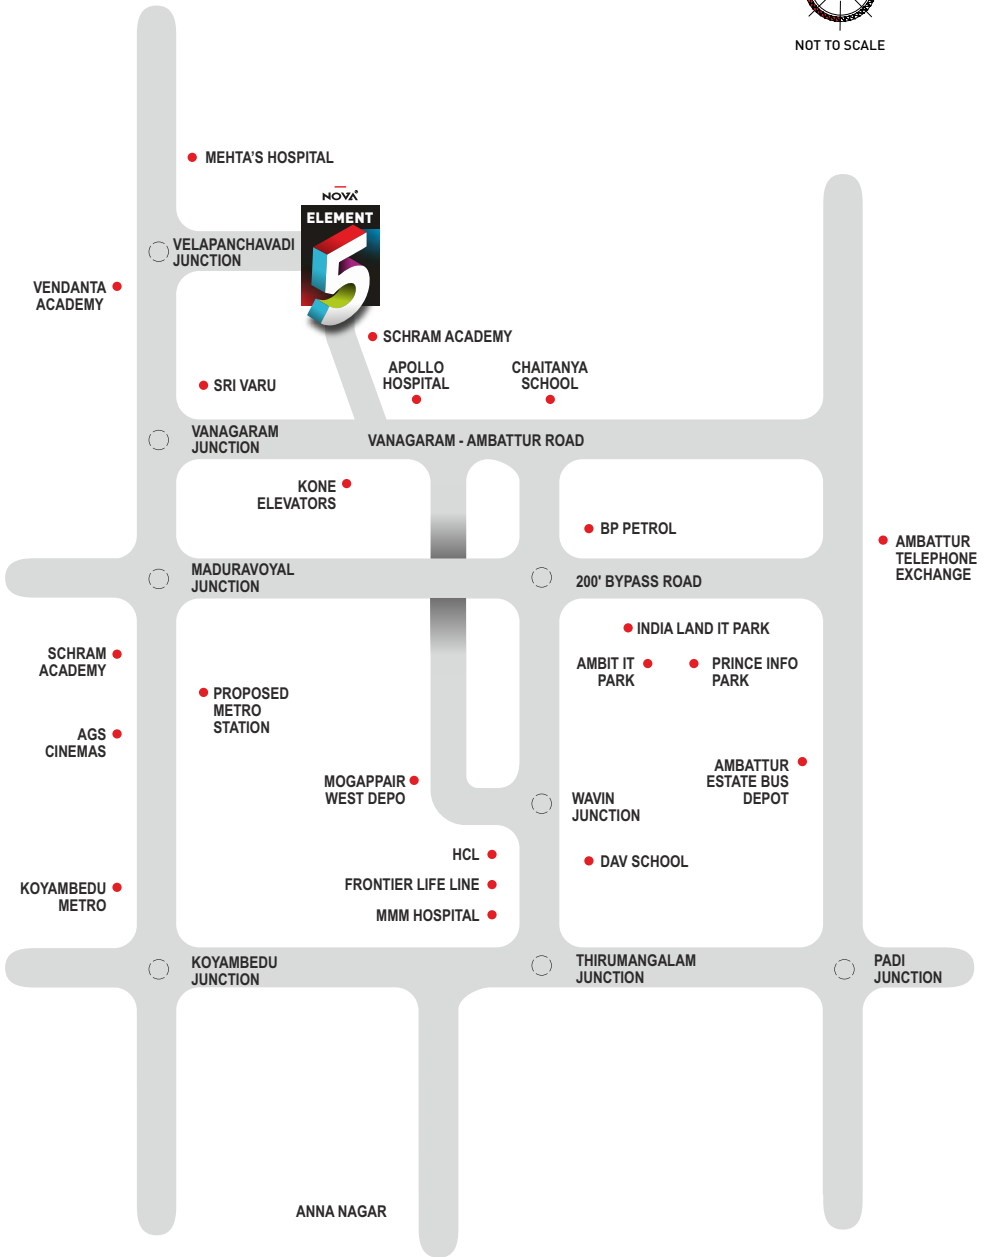 NOT TO SCALE
MEHTA'S HOSPITAL
NOVA
ELEMENT
5
VELAPANCHAVADI
JUNCTION
VENDANTA
ACADEMY
SCHRAM ACADEMY
APOLLO
HOSPITAL
CHAITANYA
SCHOOL
SRI VARU
VANAGARAM
JUNCTION
VANAGARAM - AMBATTUR ROAD
KONE
ELEVATORS
BP PETROL
AMBATTUR
TELEPHONE
EXCHANGE
MADURAVOYAL
JUNCTION
200' BYPASS ROAD
INDIA LAND IT PARK
SCHRAM
ACADEMY
AMBIT IT
PARK
PRINCE INFO
PARK
PROPOSED
METRO
STATION
AGS
CINEMAS
MOGAPPAIR
WEST DEPO
AMBATTUR
ESTATE BUS
DEPOT
WAVIN
JUNCTION
HCL
DAV SCHOOL
FRONTIER LIFE LINE
KOYAMBEDU
METRO
MMM HOSPITAL
KOYAMBEDU
JUNCTION
THIRUMANGALAM
JUNCTION
PADI
JUNCTION
ANNA NAGAR